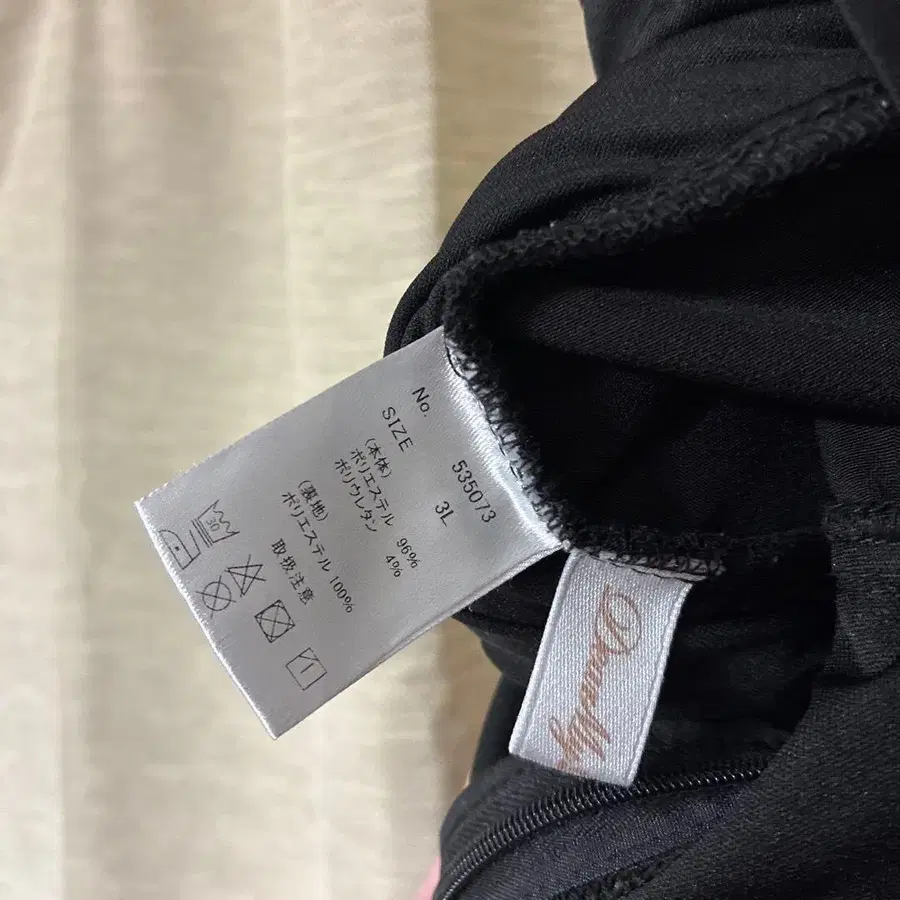 No. 535073
SIZE 3L
(本体)
ポリエステル 96%
ポリウレタン 4%
(裏地)
ポリエステル 100%
取扱注意
30